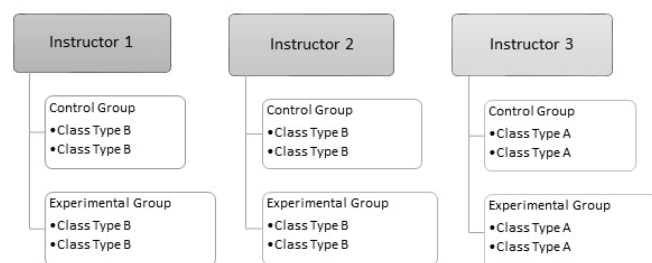 Instructor 1
Control Group
•Class Type B
•Class Type B
Experimental Group
•Class Type B
•Class Type B
Instructor 2
Control Group
•Class Type B
•Class Type B
Experimental Group
•Class Type B
•Class Type B
Instructor 3
Control Group
•Class Type A
•Class Type A
Experimental Group
•Class Type A
•Class Type A